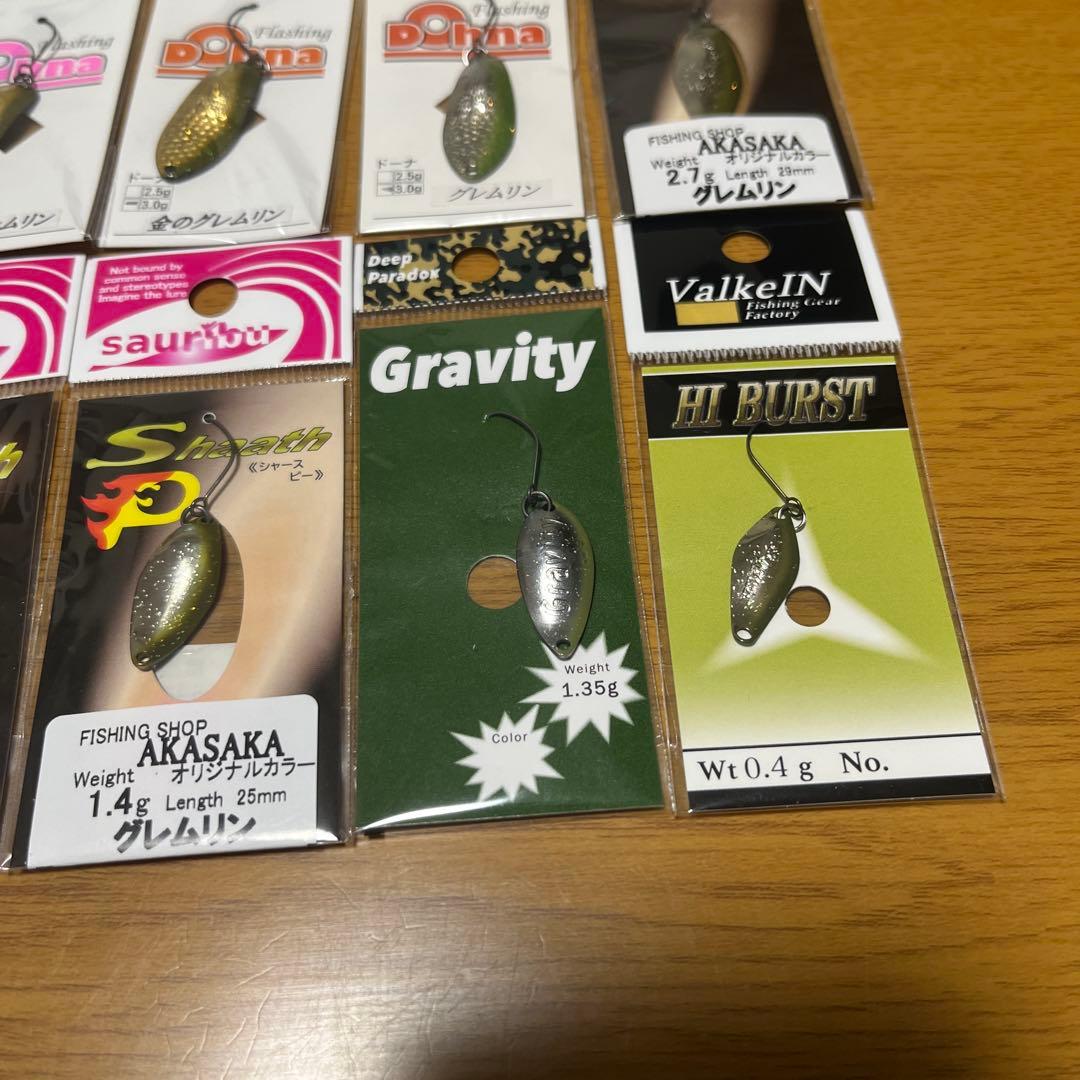 Flashing
Dohna
ムリン
Flashing
Dohna
ドーナ
2.5g
3.0g
金のグレムリン
Flashing
Dohna
ドーナ
2.5g
3.0g
グレムリン
FISHING SHOP
AKASAKA
Weight オリジナルカラー
2.7g Length 29mm
グレムリン
Not bound by
common sense
and stereotypes
Imagine the lure
sauribu
Shaath
《シャース
ピー》
P
FISHING SHOP
AKASAKA
Weight オリジナルカラー
1.4g Length 25mm
グレムリン
Deep
Paradox
Gravity
Weight
1.35g
Color
ValkeIN
Fishing Gear
Factory
HI BURST
Wt 0.4 g No.